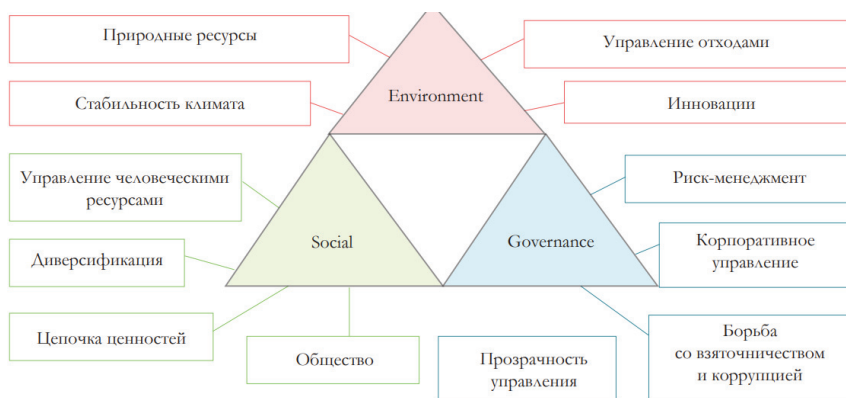 Природные ресурсы
Управление отходами
Environment
Стабильность климата
Инновации
Управление человеческими
ресурсами
Риск-менеджмент
Social
Governance
Корпоративное
управление
Диверсификация
Цепочка ценностей
Общество
Прозрачность
управления
Борьба
со взяточничеством
и коррупцией